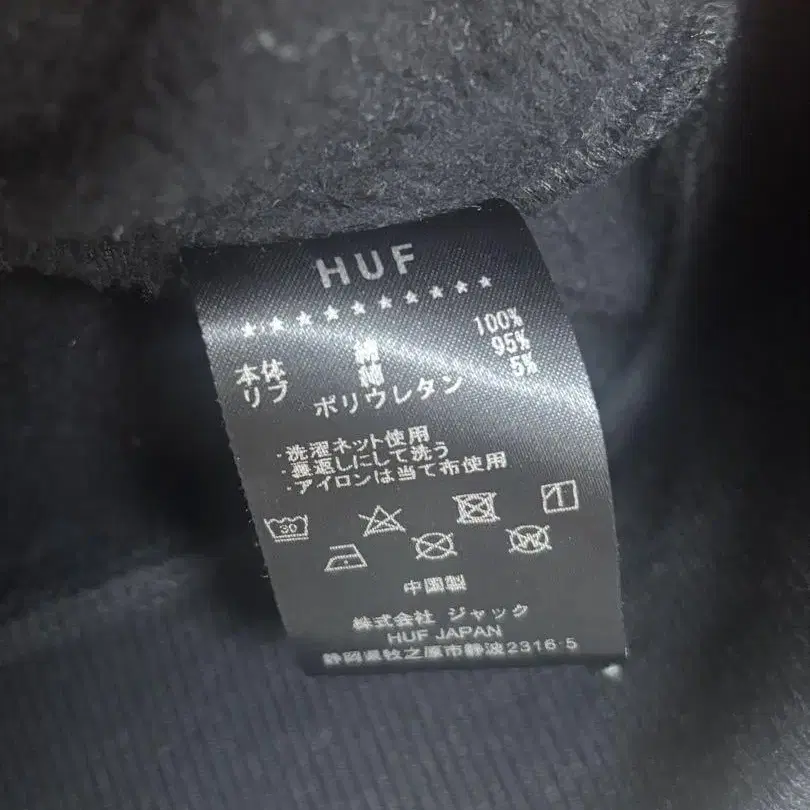 HUF
本体 綿 100%
リブ 綿 95%
ポリウレタン 5%
・洗濯ネット使用
・裏返しにして洗う
・アイロンは当て布使用
30
W
中国製
株式会社 ジャック
HUF JAPAN
静岡県牧之原市静波2316-5